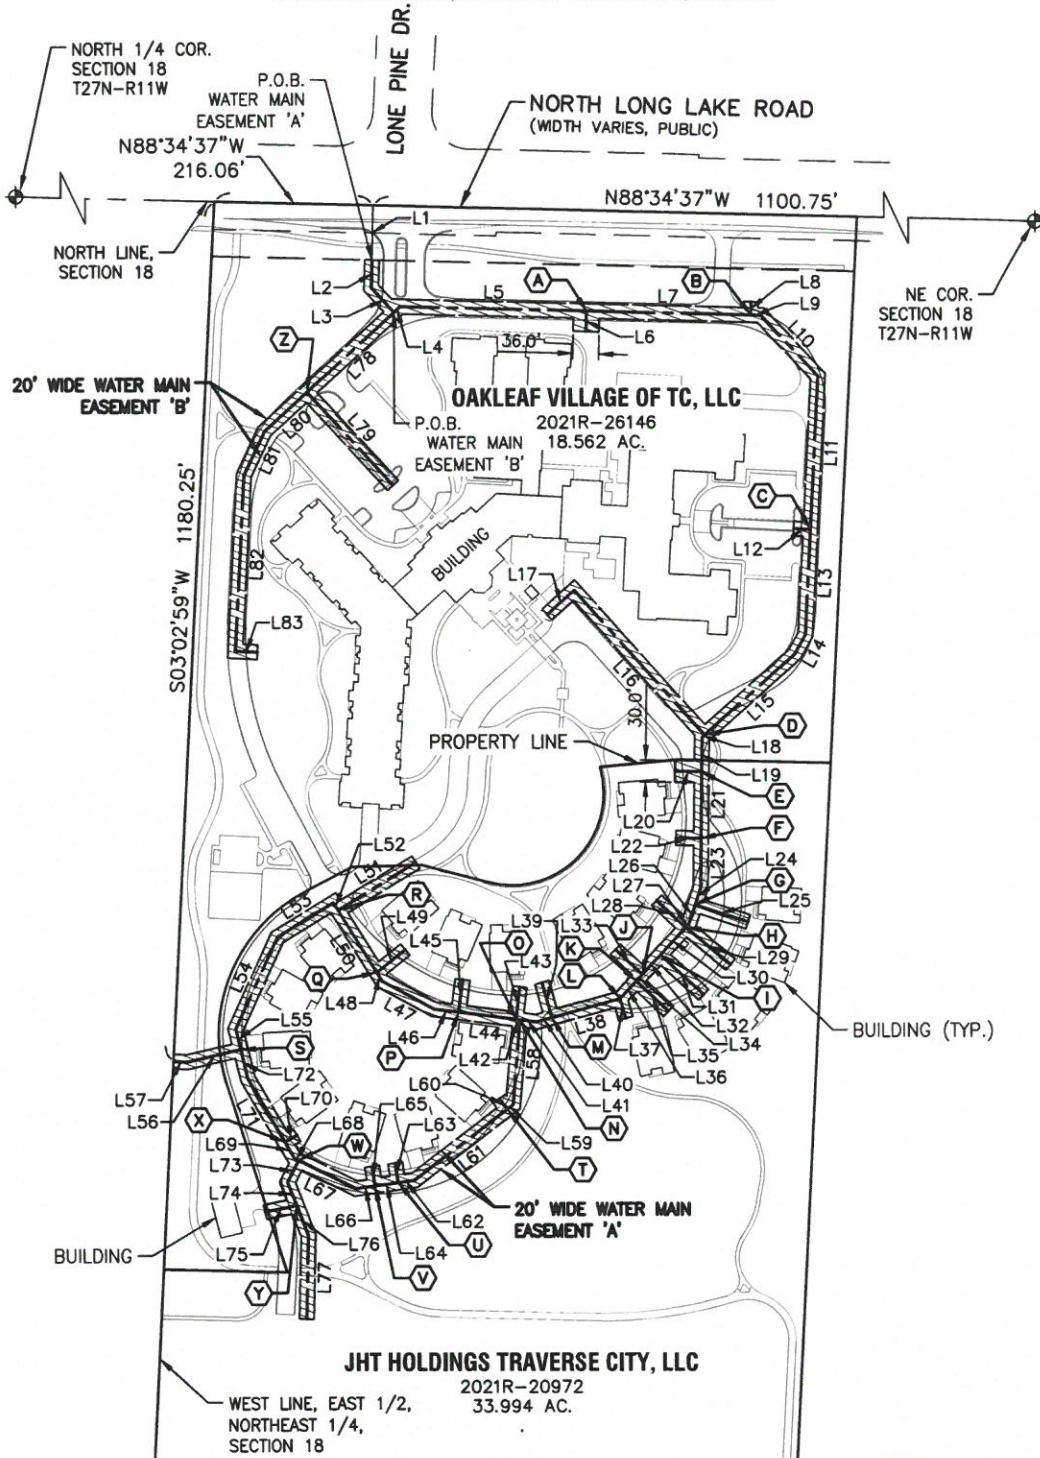 LONE PINE DR.
NORTH 1/4 COR.
SECTION 18
T27N-R11W
P.O.B.
WATER MAIN
EASEMENT 'A'
N88°34'37"W
216.06'
NORTH LONG LAKE ROAD
(WIDTH VARIES, PUBLIC)
N88°34'37"W 1100.75'
NORTH LINE,
SECTION 18
L1
NE COR.
SECTION 18
T27N-R11W
L2
L3
L4
L5
A
L6
36.0'
L7
B
L8
L9
L10
Z
L78
20' WIDE WATER MAIN
EASEMENT 'B'
L80
L79
L81
P.O.B.
WATER MAIN
EASEMENT 'B'
OAKLEAF VILLAGE OF TC, LLC
2021R-26146
18.562 AC.
L11
C
L12
L13
L14
L15
S03°02'59"W 1180.25'
L82
L83
BUILDING
L17
L16
30.0'
D
L18
PROPERTY LINE
L19
E
L20
L21
L22
F
L23
L24
G
L25
L26
L27
L28
H
L29
L30
I
L31
L32
L34
L33
J
K
L
L35
L36
L37
L38
M
L39
O
L43
L40
L41
N
L42
L44
L45
P
L46
L47
L48
Q
L49
L50
R
L51
L52
L53
L54
L55
S
L56
L57
L58
L59
T
L60
L61
20' WIDE WATER MAIN
EASEMENT 'A'
L62
U
L63
L64
V
L65
L66
L67
W
L68
L69
X
L70
L71
L72
L73
L74
L75
L76
Y
L77
BUILDING (TYP.)
BUILDING
JHT HOLDINGS TRAVERSE CITY, LLC
2021R-20972
33.994 AC.
WEST LINE, EAST 1/2,
NORTHEAST 1/4,
SECTION 18